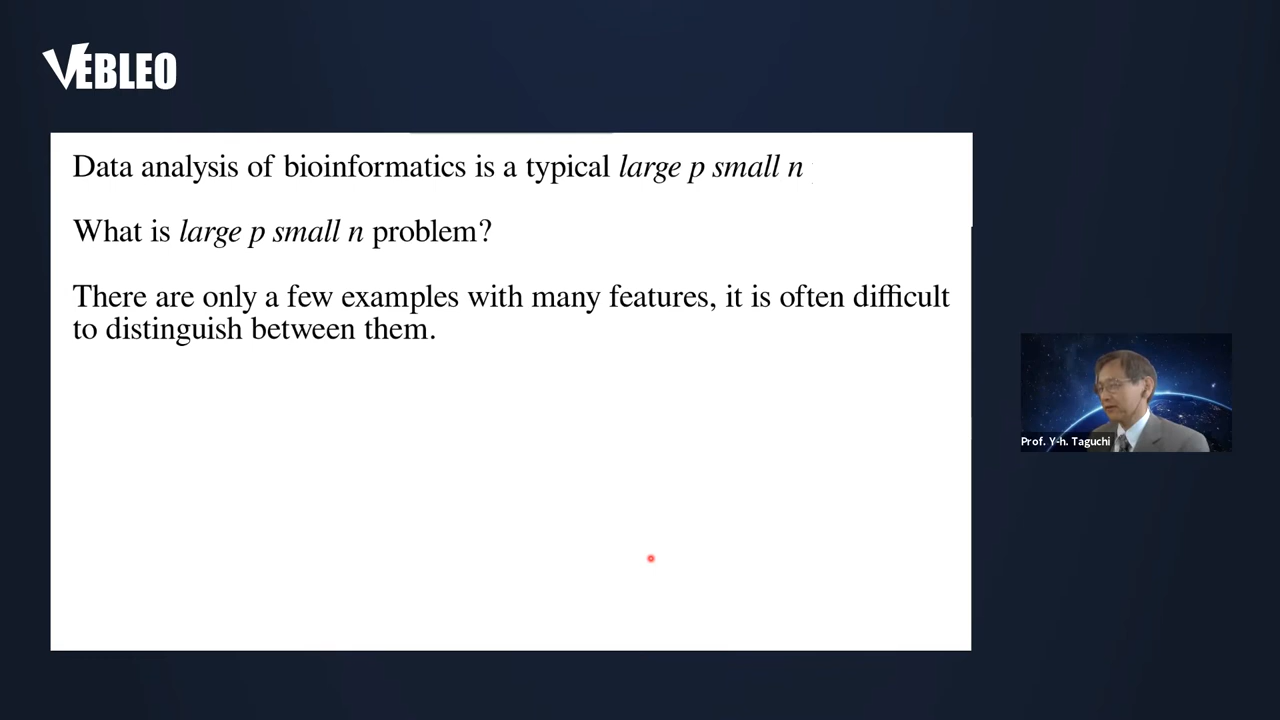 VEBLEO
Data analysis of bioinformatics is a typical large p small n
What is large p small n problem?
There are only a few examples with many features, it is often difficult
to distinguish between them.
Prof. Y-h. Taguchi